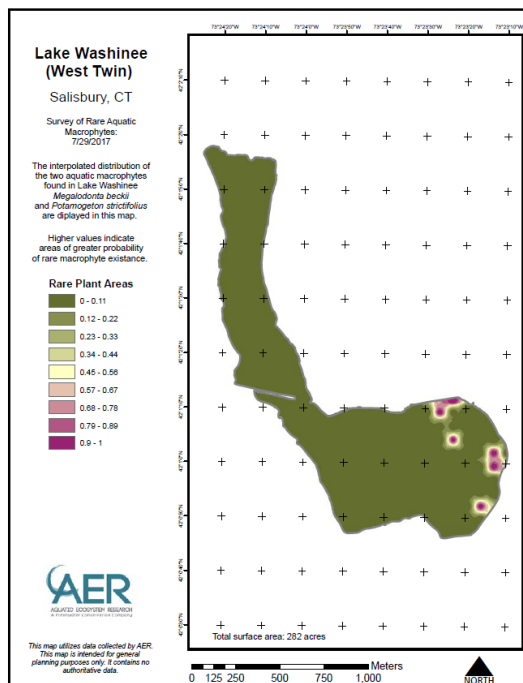 Lake Washinee
(West Twin)
Salisbury, CT
Survey of Rare Aquatic
Macrophytes:
7/29/2017
The interpolated distribution of
the two aquatic macrophytes
found in Lake Washinee
Megalodonta beckii
and Potamogeton strictifolius
are diplayed in this map.
Higher values indicate
areas of greater probability
of rare macrophyte existance.
Rare Plant Areas
0 - 0.11
0.12 - 0.22
0.23 - 0.33
0.34 - 0.44
0.45 - 0.56
0.57 - 0.67
0.68 - 0.78
0.79 - 0.89
0.9 - 1
AER
AQUATIC ECOSYSTEM RESEARCH
This map utilizes data collected by AER.
This map is intended for general
planning purposes only. It contains no
authoritative data.
73°24'20"W 73°24'10"W 73°24'0"W 73°23'50"W 73°23'40"W 73°23'30"W 73°23'20"W 73°23'10"W
Total surface area: 282 acres
0 125 250 500 750 1,000
Meters
NORTH